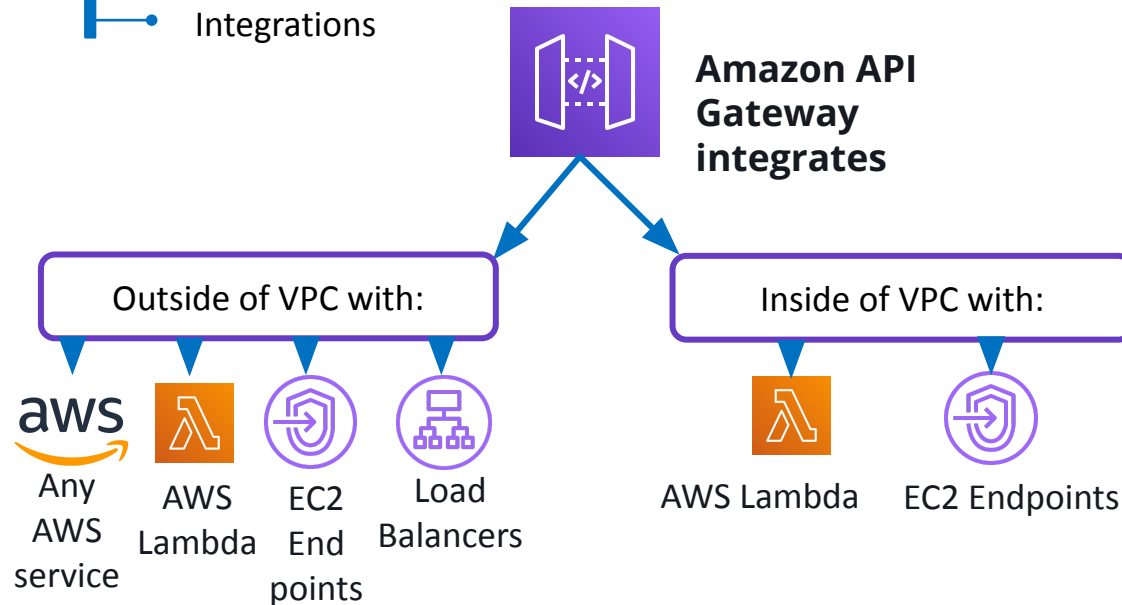 Integrations
</>
Amazon API
Gateway
integrates
Outside of VPC with:
Inside of VPC with:
aws
Any
AWS
service
AWS
Lambda
EC2
End
points
Load
Balancers
AWS Lambda
EC2 Endpoints